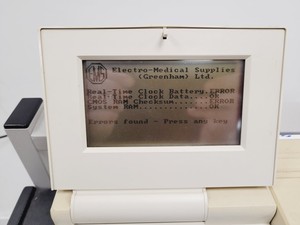 Electro-Medical Supplies
(Greenham) Ltd.
Real-Time Clock Battery.ERROR
Real-Time Clock Data....OK
CMOS RAM Checksum.......ERROR
System RAM..............OK
Errors found - Press any key